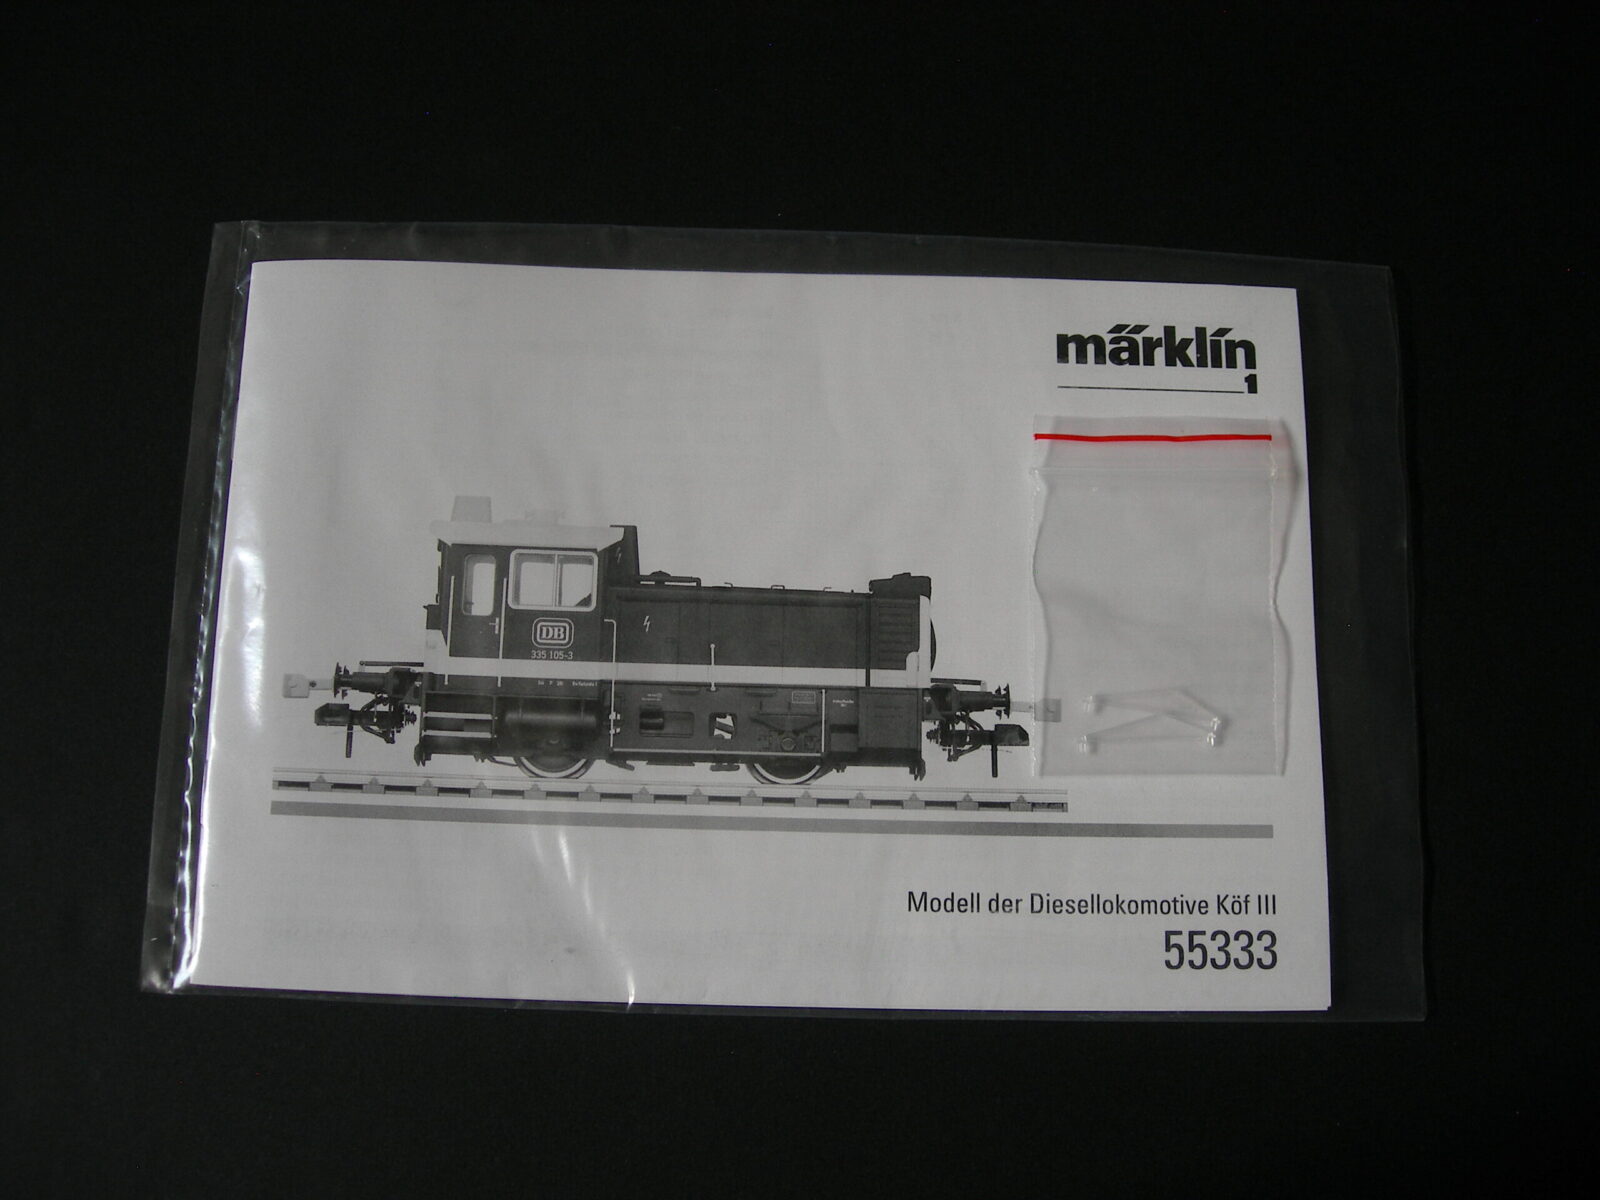 märklin
1
DB
335 105-3
Modell der Diesellokomotive Köf III
55333